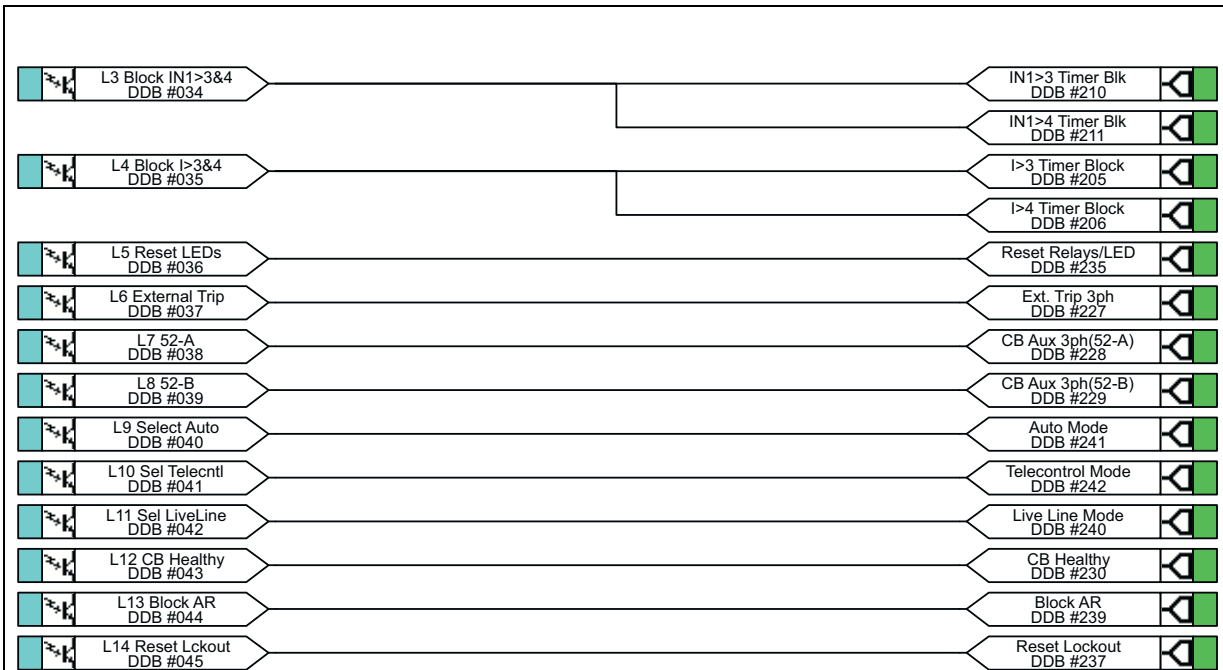 L3 Block IN1>3&4
DDB #034
IN1>3 Timer Blk
DDB #210
IN1>4 Timer Blk
DDB #211
L4 Block I>3&4
DDB #035
I>3 Timer Block
DDB #205
I>4 Timer Block
DDB #206
L5 Reset LEDs
DDB #036
Reset Relays/LED
DDB #235
L6 External Trip
DDB #037
Ext. Trip 3ph
DDB #227
L7 52-A
DDB #038
CB Aux 3ph(52-A)
DDB #228
L8 52-B
DDB #039
CB Aux 3ph(52-B)
DDB #229
L9 Select Auto
DDB #040
Auto Mode
DDB #241
L10 Sel Telecntl
DDB #041
Telecontrol Mode
DDB #242
L11 Sel LiveLine
DDB #042
Live Line Mode
DDB #240
L12 CB Healthy
DDB #043
CB Healthy
DDB #230
L13 Block AR
DDB #044
Block AR
DDB #239
L14 Reset Lckout
DDB #045
Reset Lockout
DDB #237